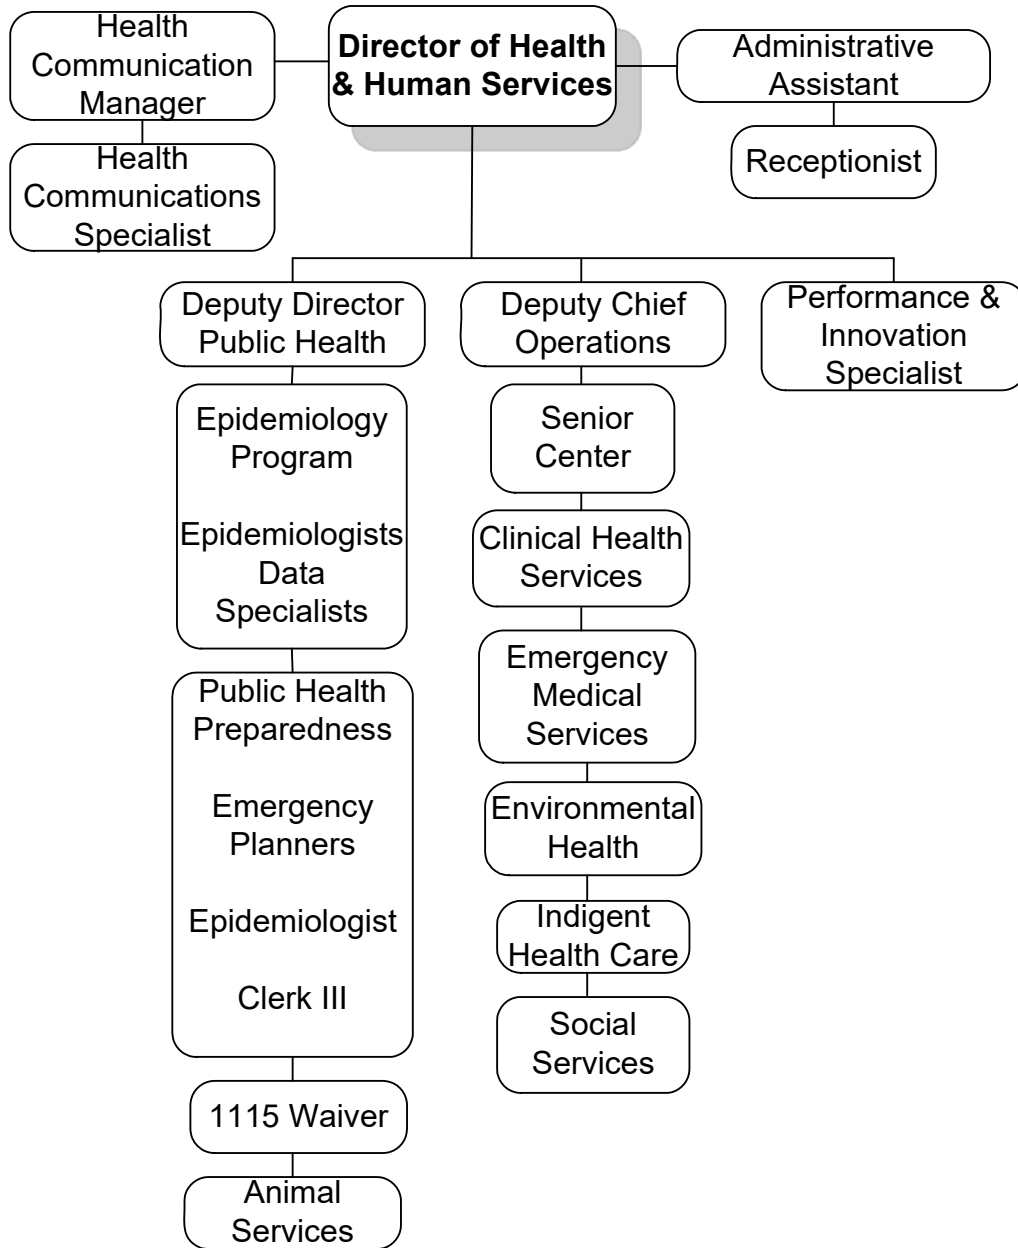 Health
Communication
Manager
Director of Health
& Human Services
Administrative
Assistant
Health
Communications
Specialist
Receptionist
Deputy Director
Public Health
Deputy Chief
Operations
Performance &
Innovation
Specialist
Epidemiology
Program
Epidemiologists
Data
Specialists
Public Health
Preparedness
Emergency
Planners
Epidemiologist
Clerk III
1115 Waiver
Animal
Services
Senior
Center
Clinical Health
Services
Emergency
Medical
Services
Environmental
Health
Indigent
Health Care
Social
Services